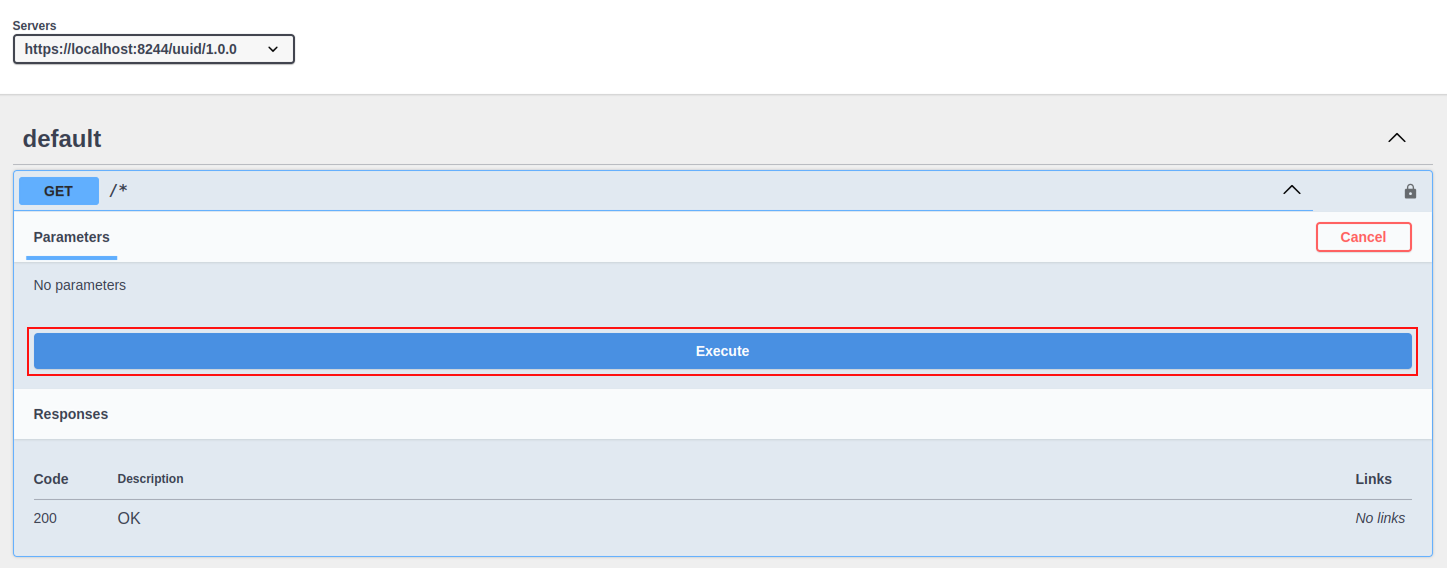 Servers
https://localhost:8244/uuid/1.0.0
default
GET /*
Parameters
Cancel
No parameters
Execute
Responses
Code Description Links
200 OK No links